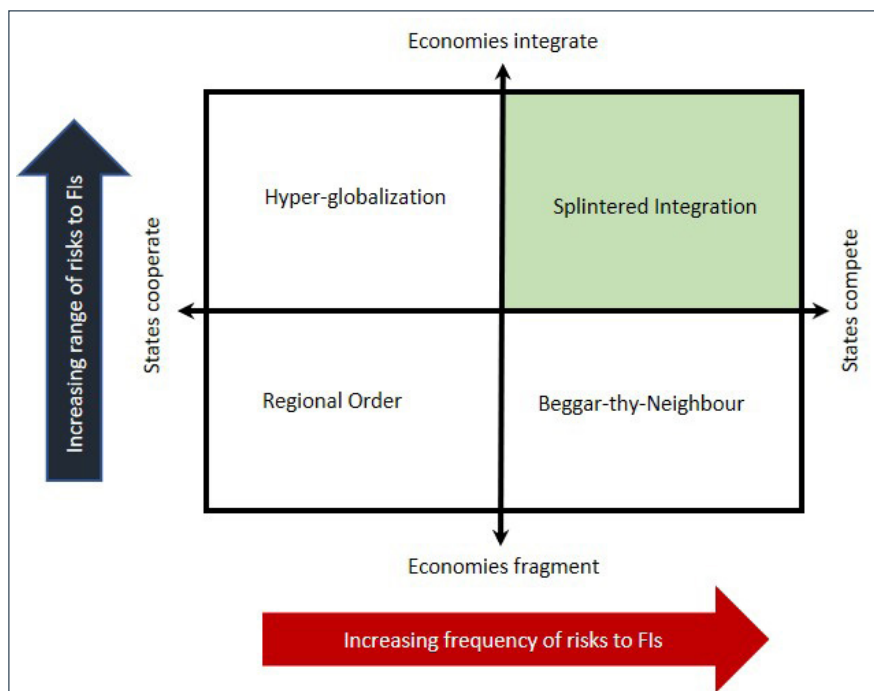 Economies integrate
Increasing range of risks to FIs
States cooperate
Hyper-globalization
Splintered Integration
States compete
Regional Order
Beggar-thy-Neighbour
Economies fragment
Increasing frequency of risks to FIs